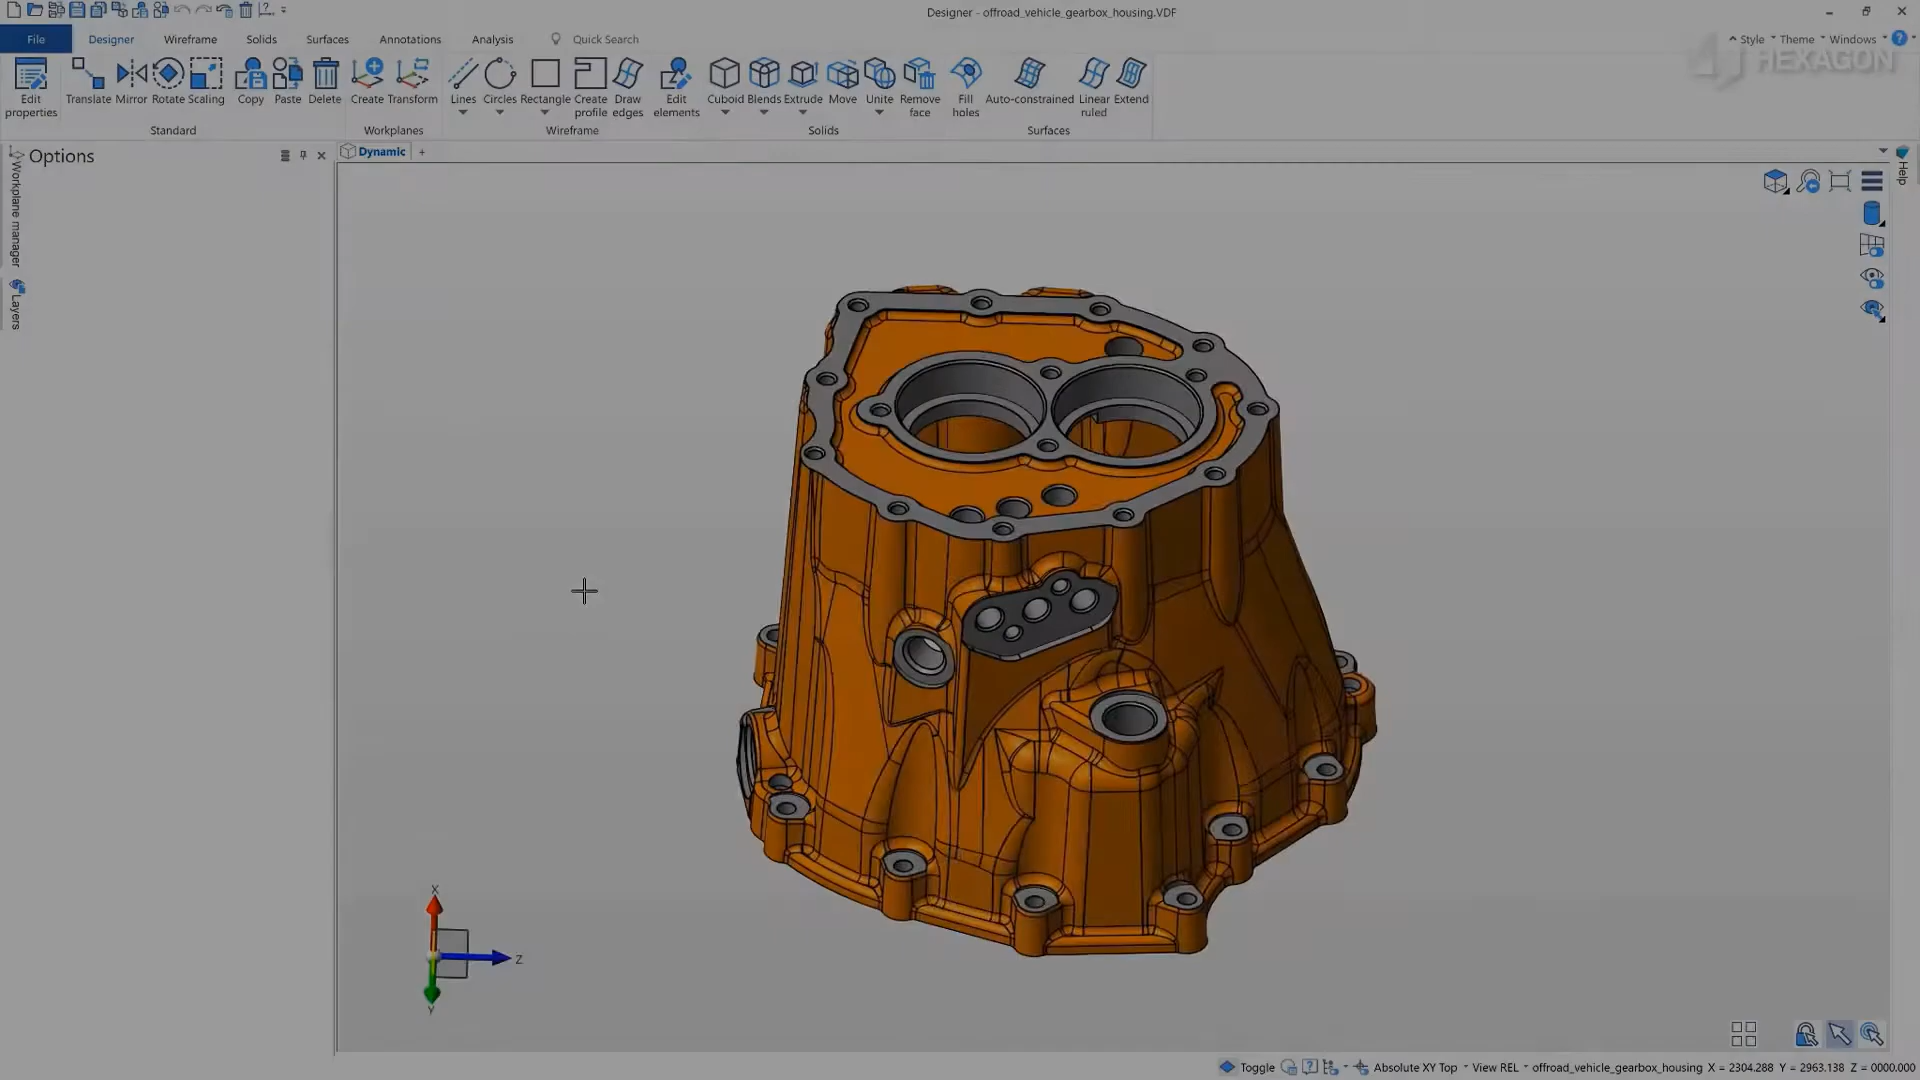 Designer - offroad_vehicle_gearbox_housing.VDF
File Designer Wireframe Solids Surfaces Annotations Analysis Quick Search Style Theme Windows
HEXAGON
Edit properties Translate Mirror Rotate Scaling Copy Paste Delete Create Transform Lines Circles Rectangle Create profile Draw edges Edit elements Cuboid Blends Extrude Move Unite Remove face Fill holes Auto-constrained Linear ruled Extend
Standard Workplanes Wireframe Solids Surfaces
Options Dynamic +
Workplane manager
Layers
Help
X
Z
Y
Toggle Absolute XY Top View REL offroad_vehicle_gearbox_housing X = 2304.288 Y = 2963.138 Z = 0000.000